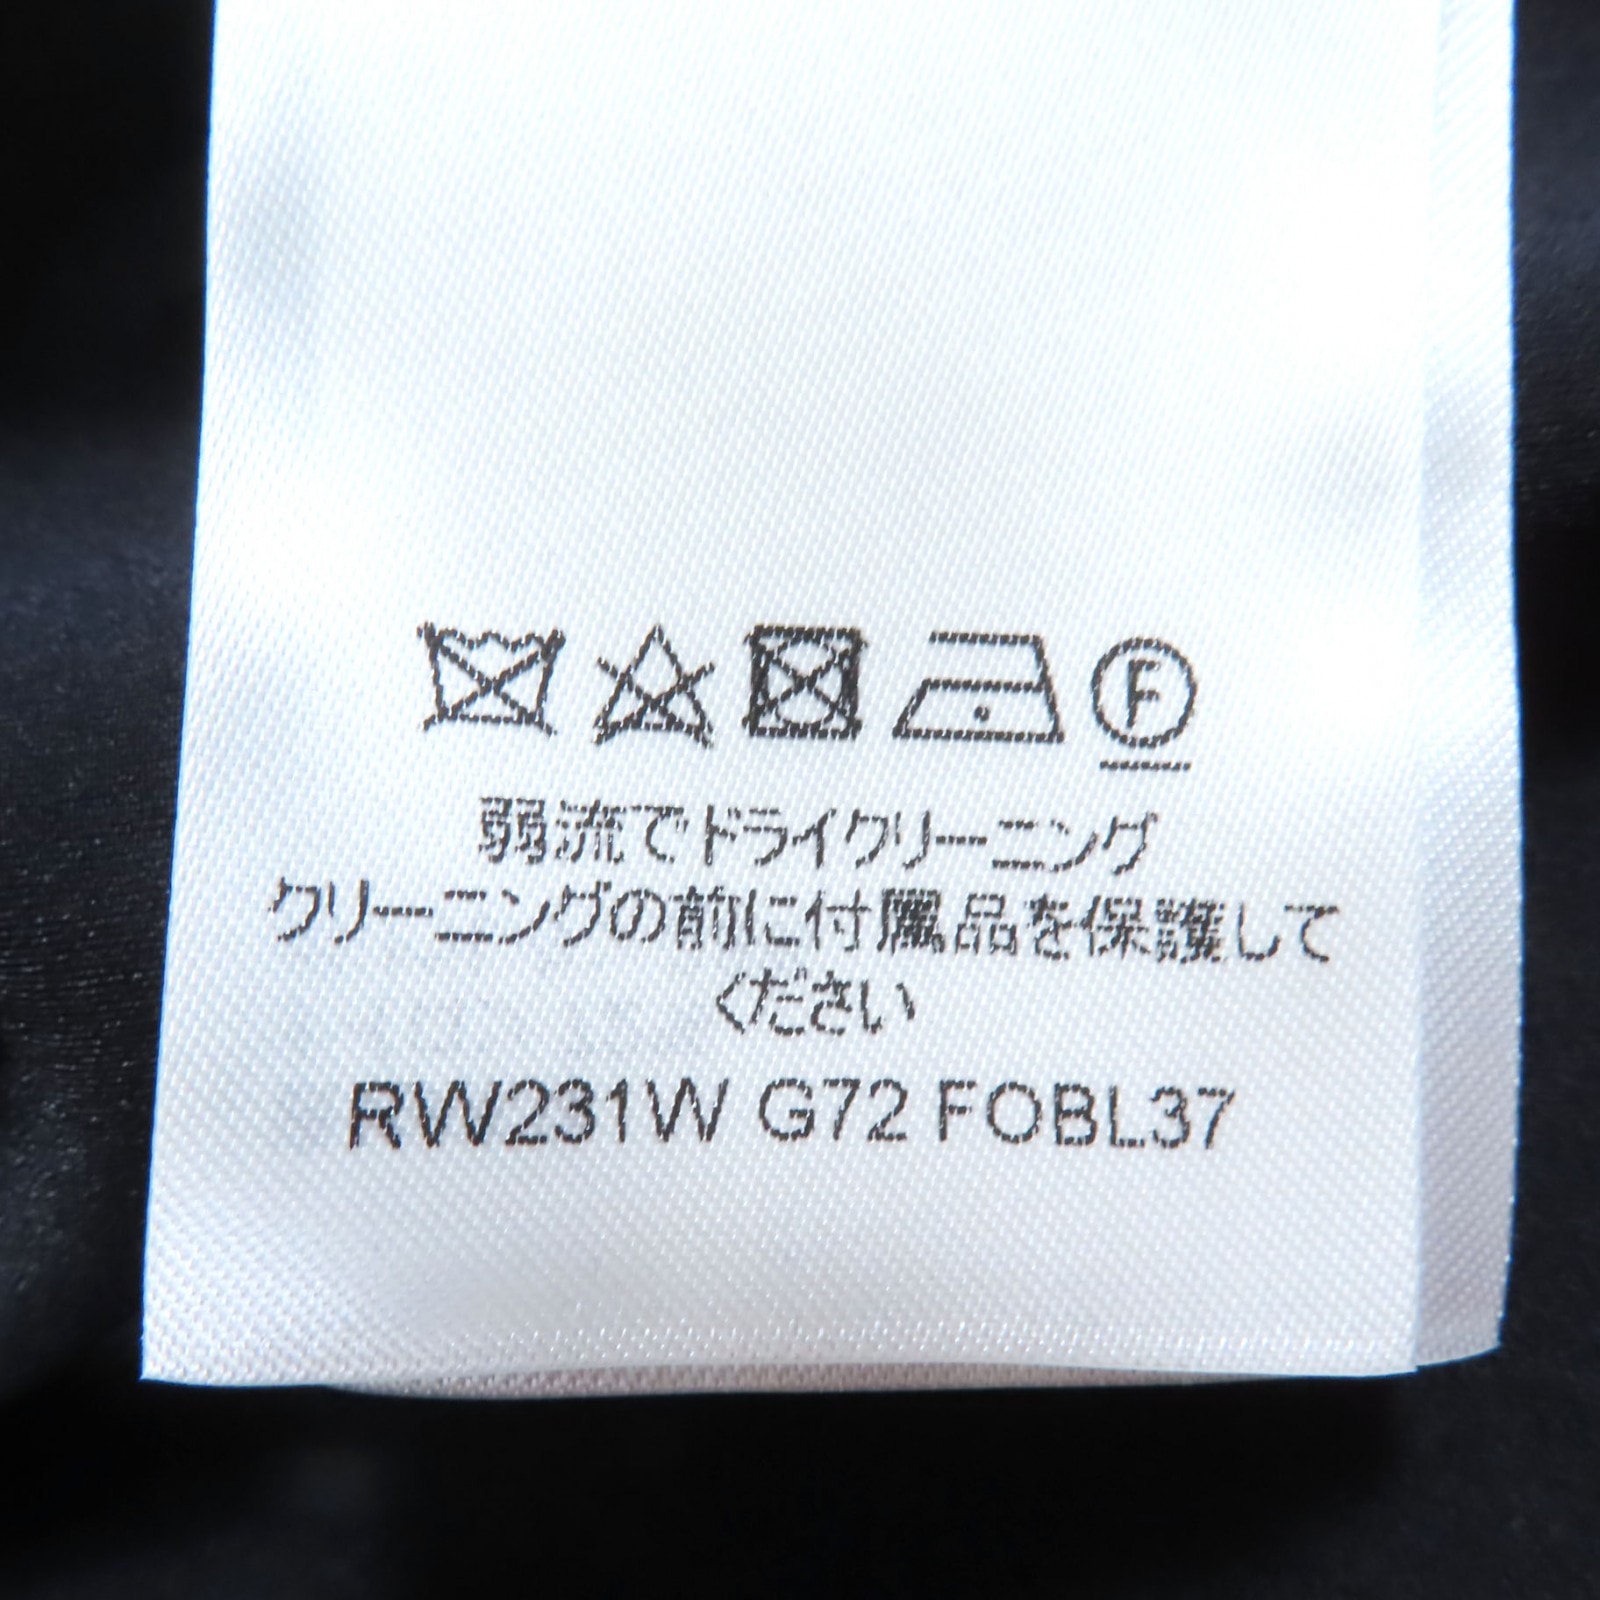 F
弱流でドライクリーニング
クリーニングの前に付属品を保護して
ください
RW231W G72 FOBL37